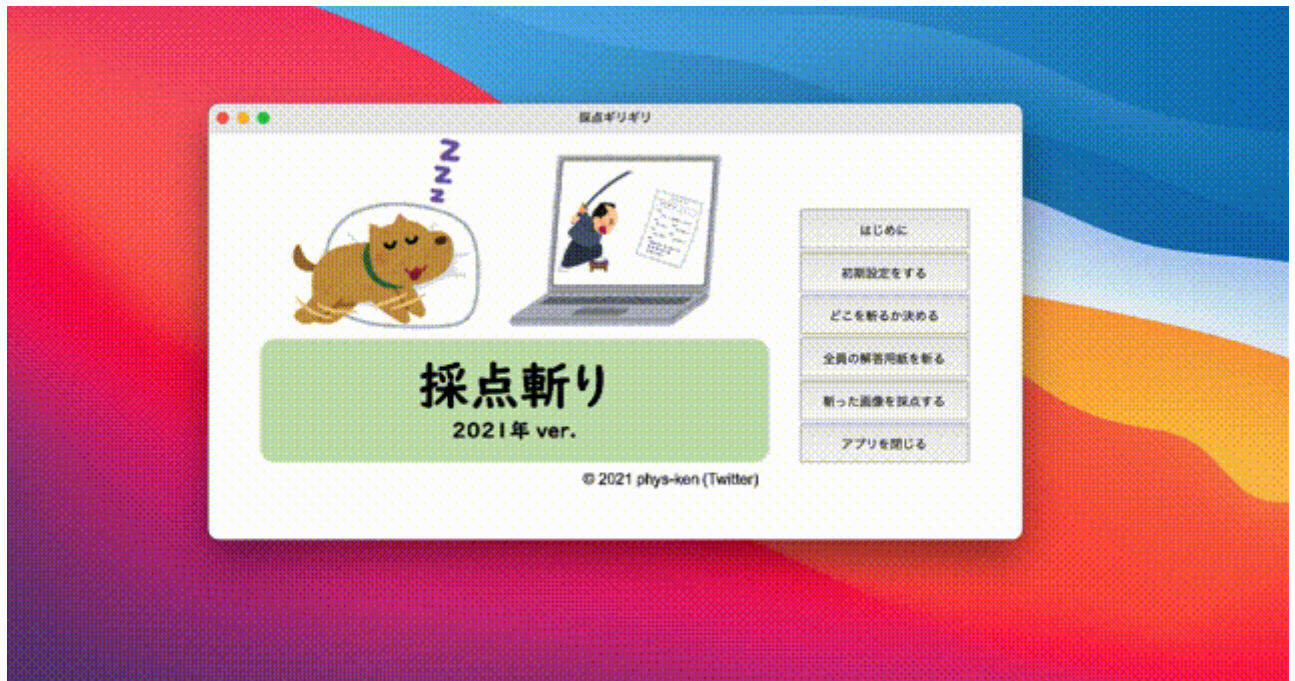 採点ギリギリ
z
z
z
採点斬り
2021年 ver.
© 2021 phys-ken (Twitter)
はじめに
初期設定をする
どこを斬るか決める
全員の解答用紙を斬る
斬った画像を採点する
アプリを閉じる